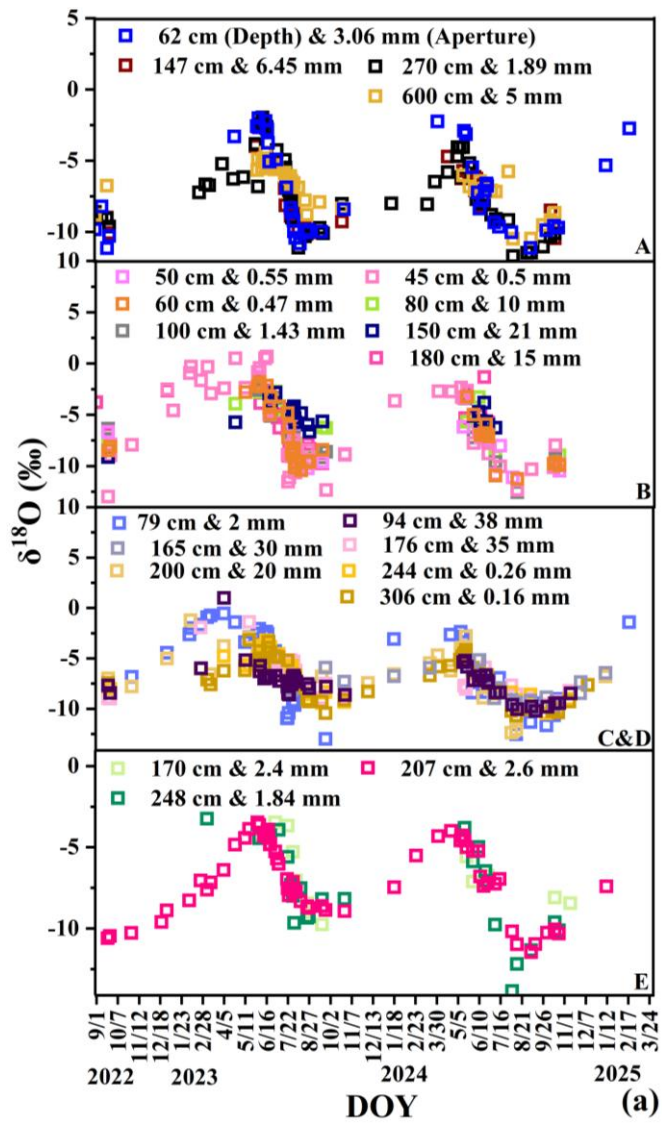 5
62 cm (Depth) & 3.06 mm (Aperture)
147 cm & 6.45 mm 270 cm & 1.89 mm
600 cm & 5 mm
0
-5
-10
A
10
50 cm & 0.55 mm 45 cm & 0.5 mm
60 cm & 0.47 mm 80 cm & 10 mm
100 cm & 1.43 mm 150 cm & 21 mm
180 cm & 15 mm
5
0
-5
-10
B
δ18O (‰)
10
79 cm & 2 mm 94 cm & 38 mm
165 cm & 30 mm 176 cm & 35 mm
200 cm & 20 mm 244 cm & 0.26 mm
306 cm & 0.16 mm
5
0
-5
-10
C&D
0
170 cm & 2.4 mm 207 cm & 2.6 mm
248 cm & 1.84 mm
-5
-10
E
9/1 10/7 11/12 12/18 1/23 2/28 4/5 5/11 6/16 7/22 8/27 10/2 11/7 12/13 1/18 2/23 3/30 5/5 6/10 7/16 8/21 9/26 11/1 12/7 1/12 2/17 3/24
2022 2023 2024 2025
DOY
(a)